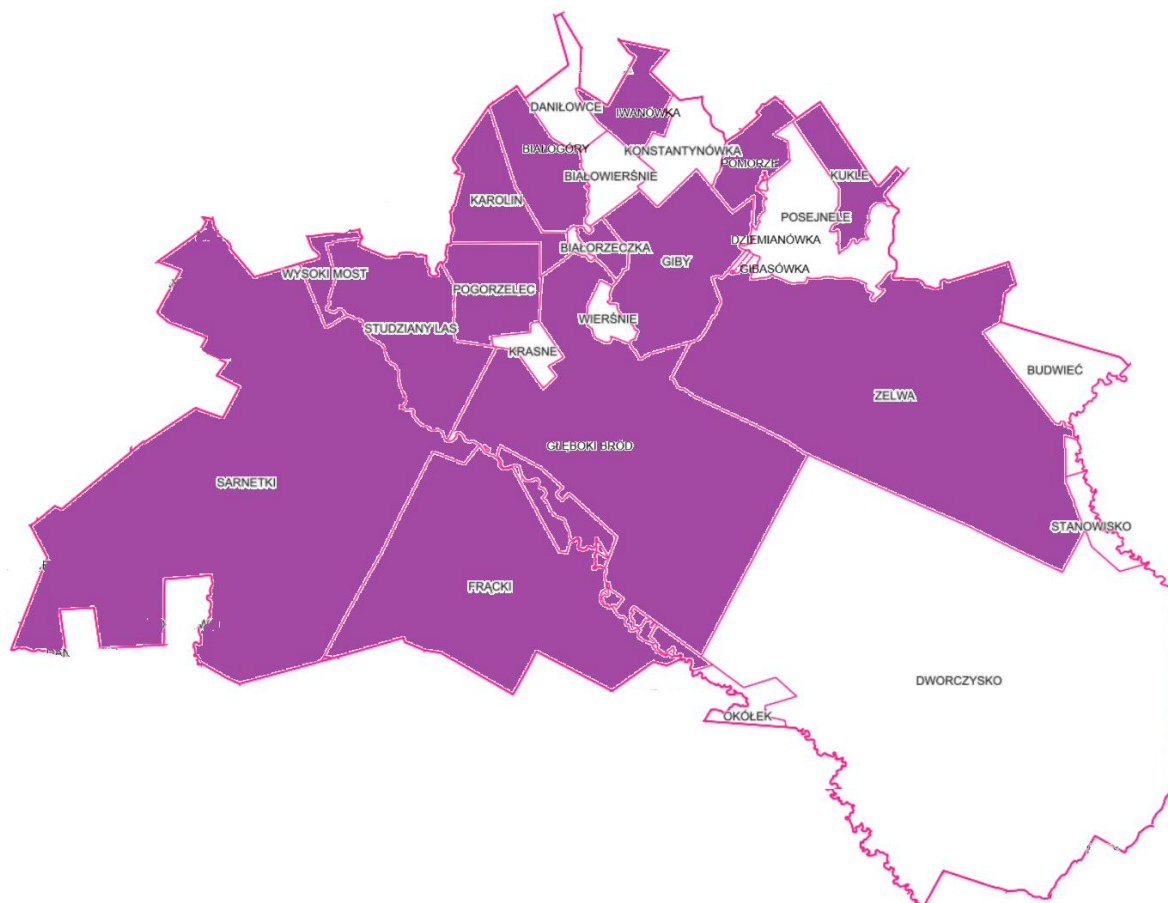 DANIŁOWCE
IWANÓWKA
BIAŁOGÓRY
KONSTANTYNÓWKA
POMORZE
BIAŁOWIERŚNIE
KUKLE
KAROLIN
POSEJNELE
DZIEMIANÓWKA
BIAŁORZECZKA
GIBY
GIBASÓWKA
WYSOKI MOST
POGORZELEC
WIERŚNIE
STUDZIANY LAS
KRASNE
BUDWIEĆ
ZELWA
GŁĘBOKI BRÓD
SARNETKI
STANOWISKO
FRĄCKI
DWORCZYSKO
OKÓŁEK